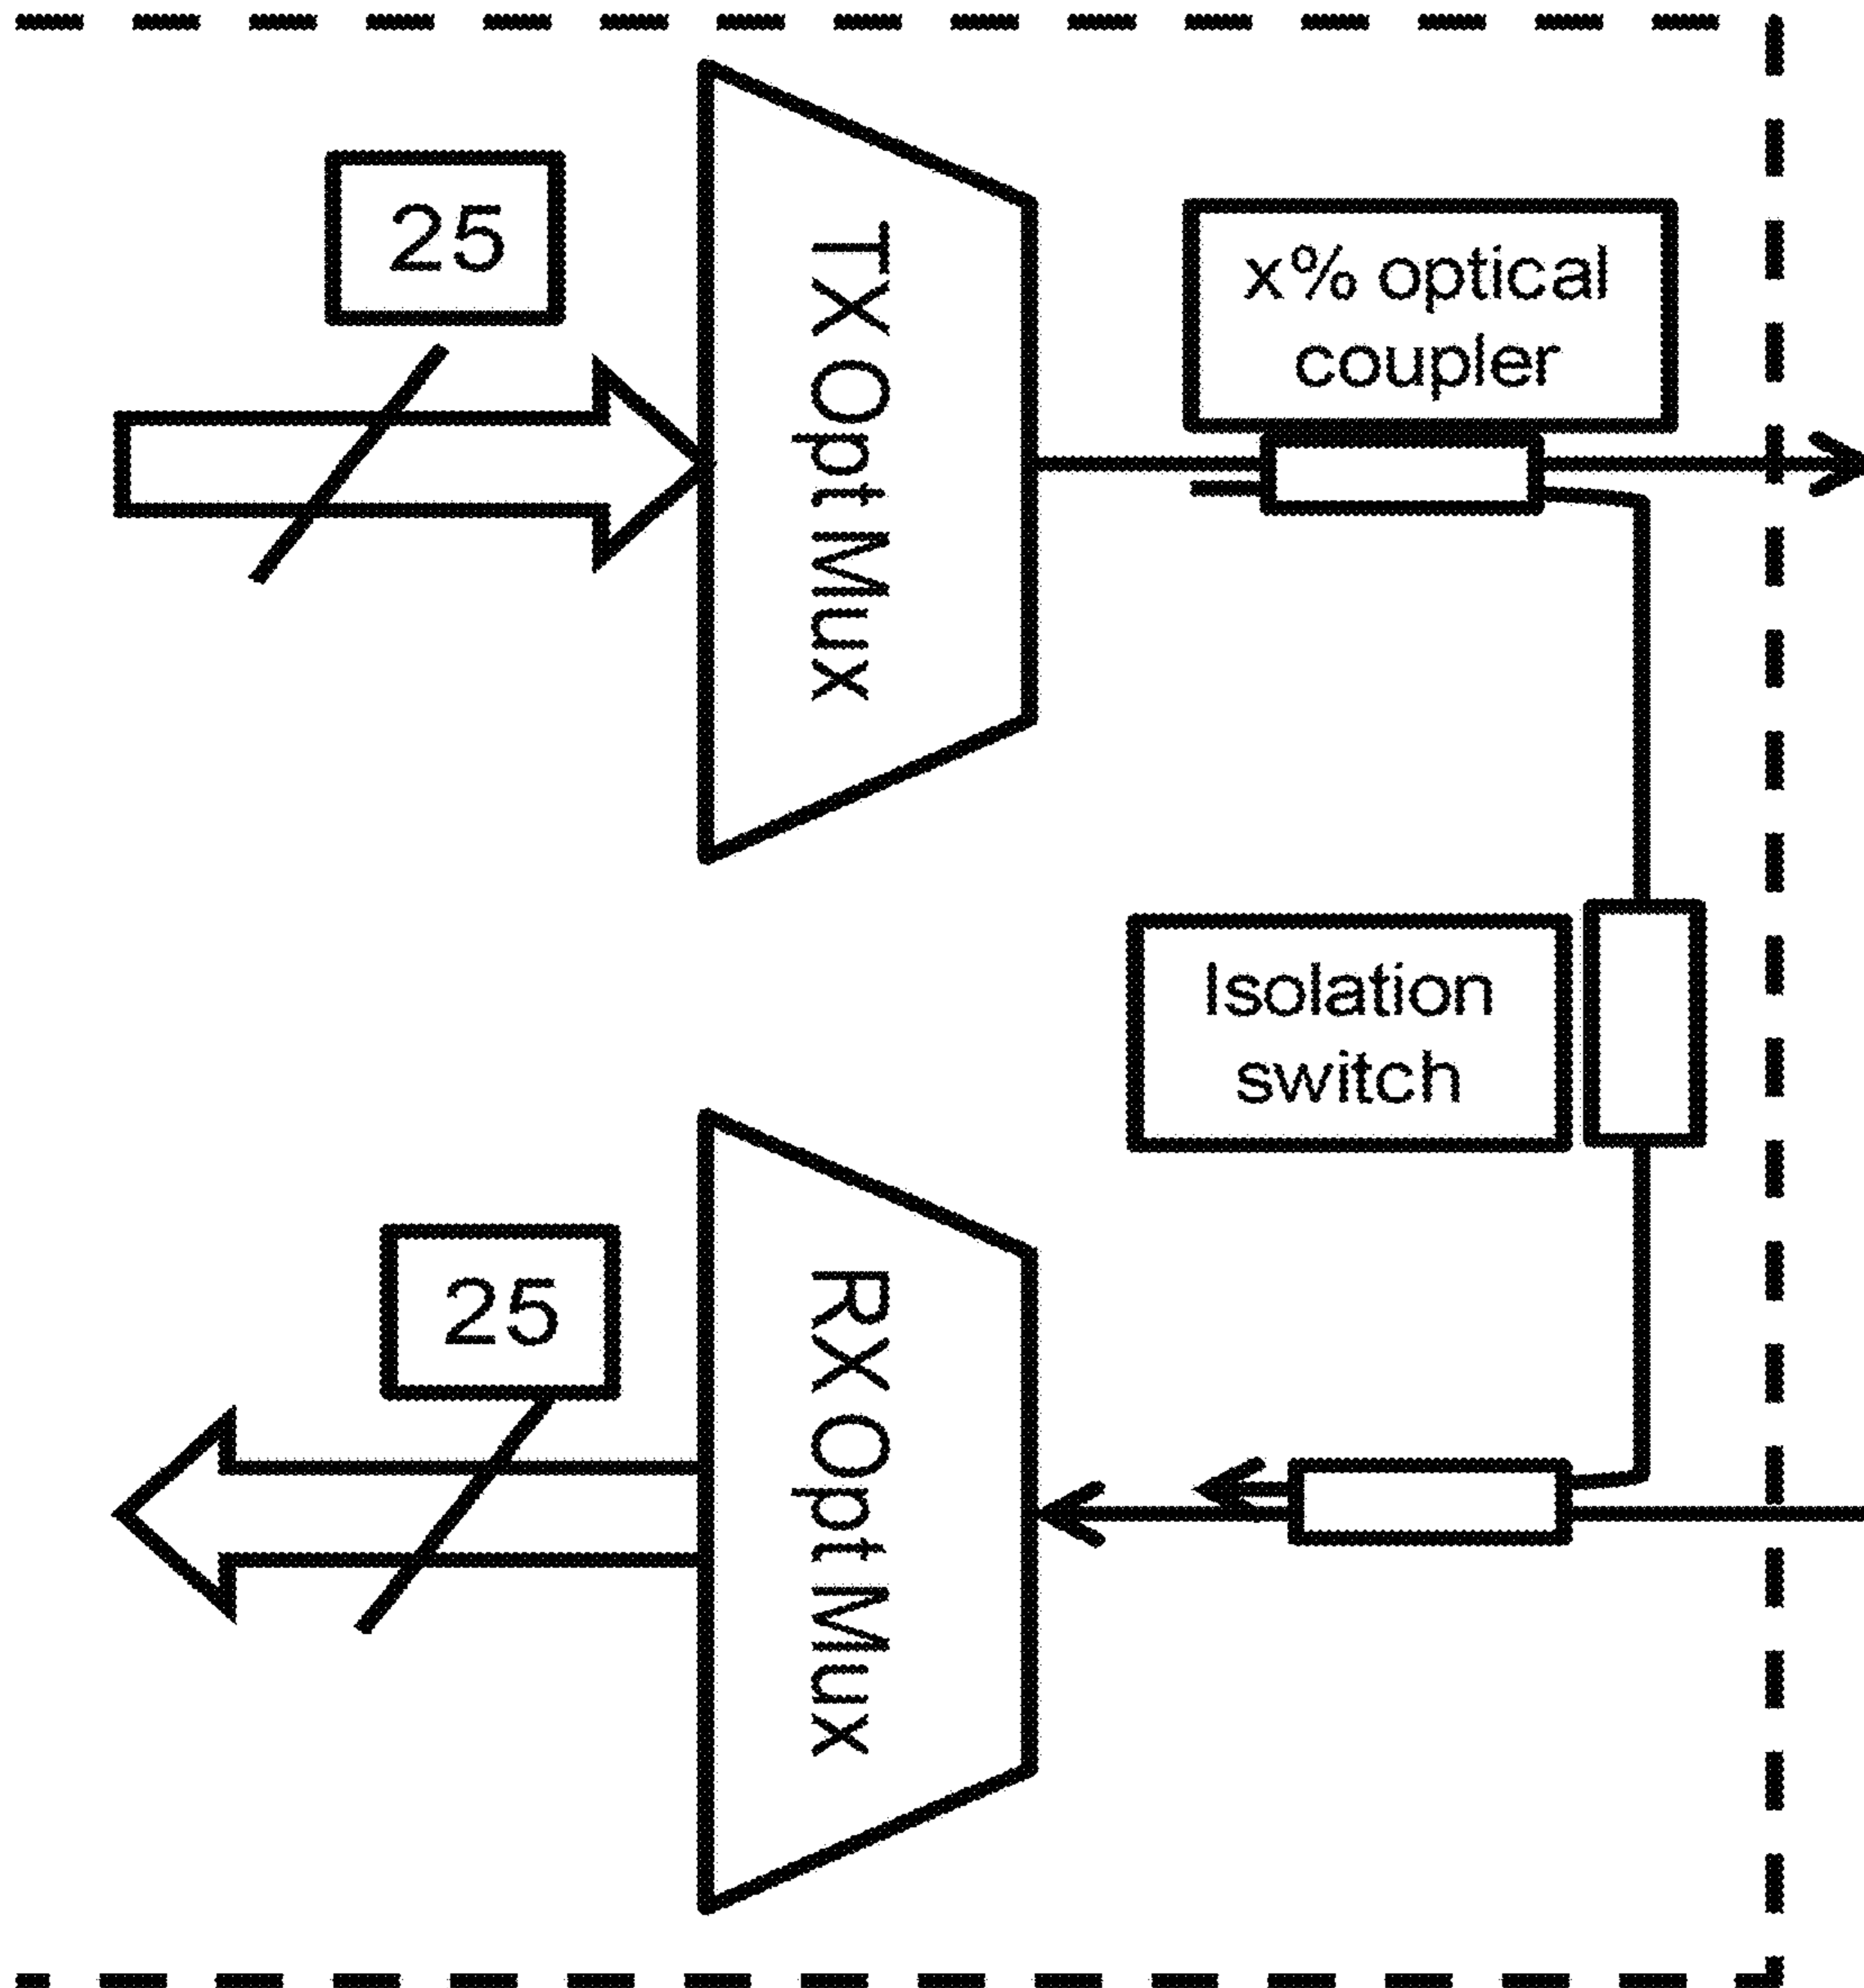 25
TX Opt Mux
x% optical
coupler
Isolation
switch
25
RX Opt Mux